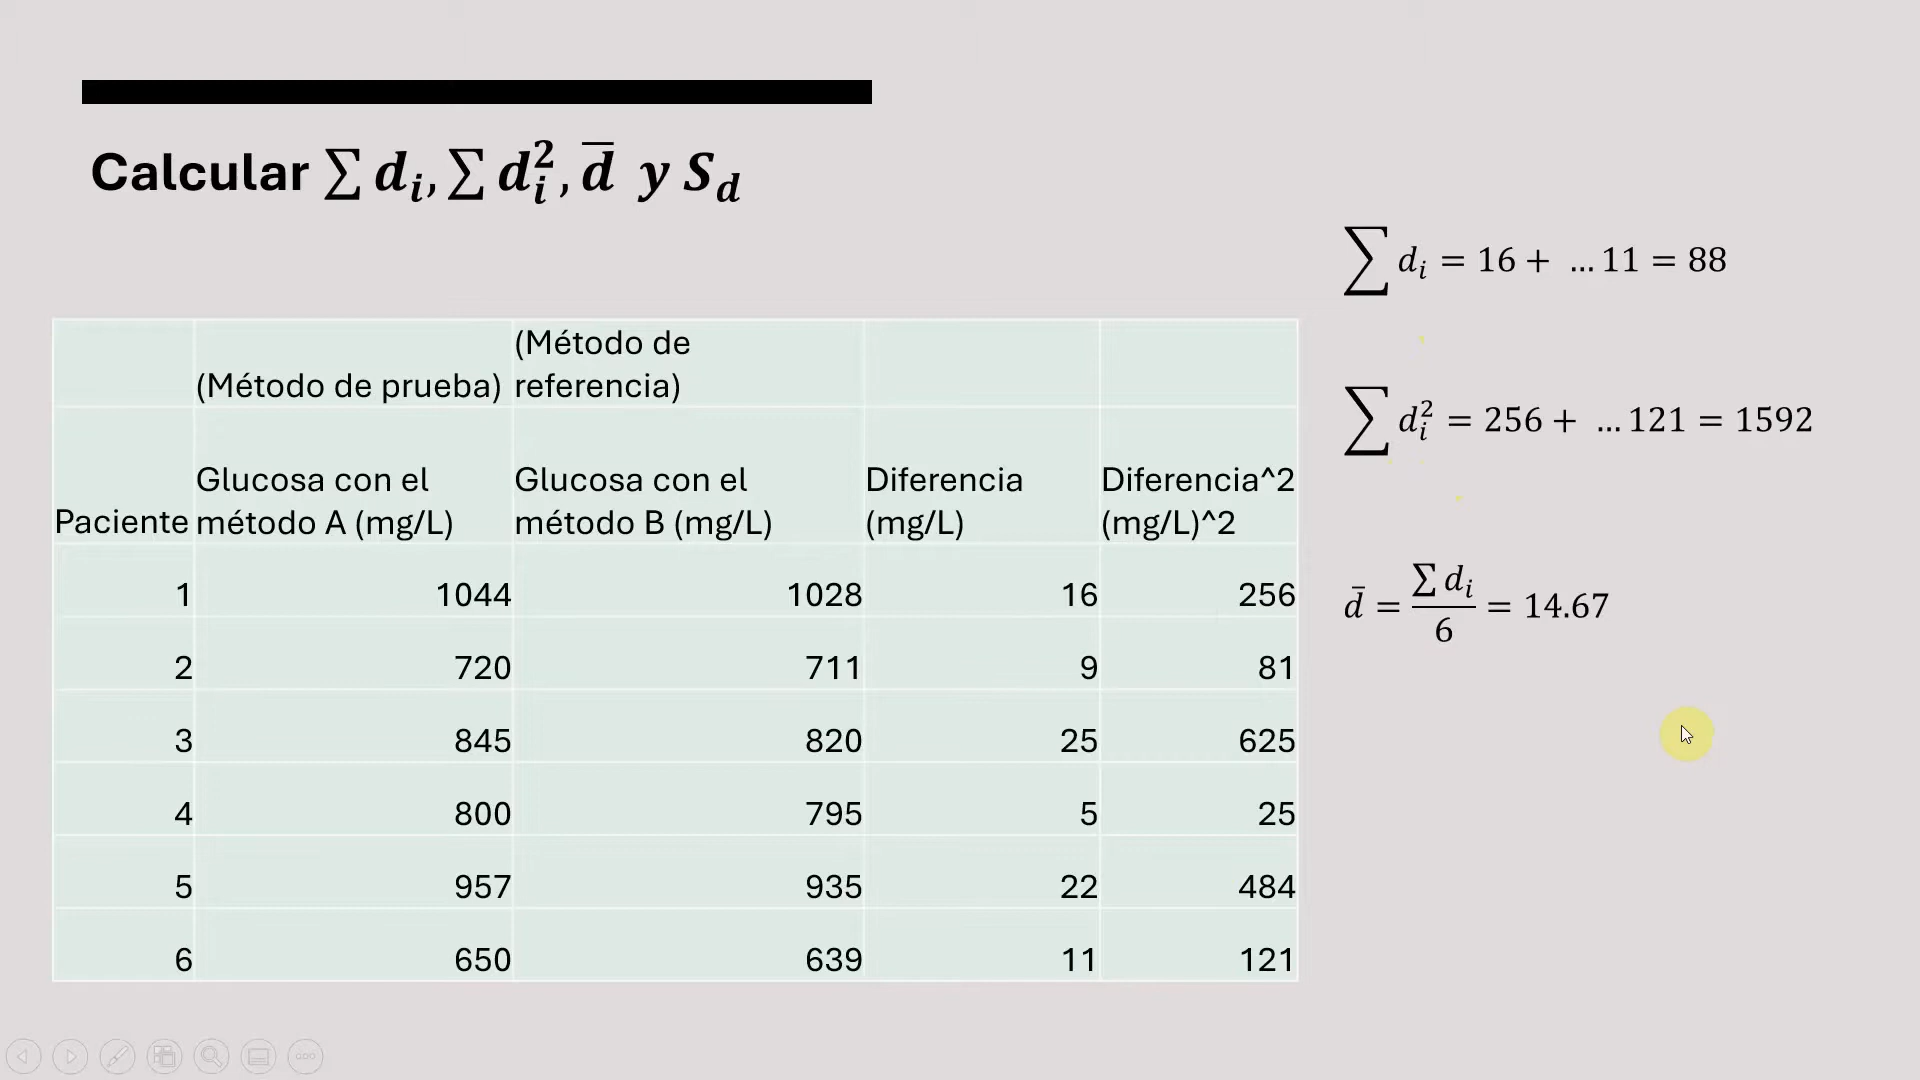 Calcular ∑ dᵢ, ∑ dᵢ², d̅ y S_d
∑ dᵢ = 16 + … 11 = 88
∑ dᵢ² = 256 + … 121 = 1592
d̅ = ∑ dᵢ / 6 = 14.67
(Método de prueba) (Método de referencia)
Paciente Glucosa con el método A (mg/L) Glucosa con el método B (mg/L) Diferencia (mg/L) Diferencia^2 (mg/L)^2
1 1044 1028 16 256
2 720 711 9 81
3 845 820 25 625
4 800 795 5 25
5 957 935 22 484
6 650 639 11 121